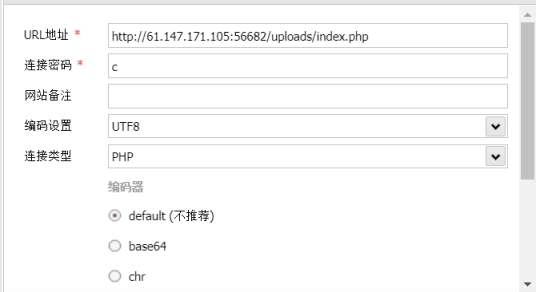 URL地址 * http://61.147.171.105:56682/uploads/index.php
连接密码 * c
网站备注
编码设置 UTF8
连接类型 PHP
编码器
default (不推荐)
base64
chr